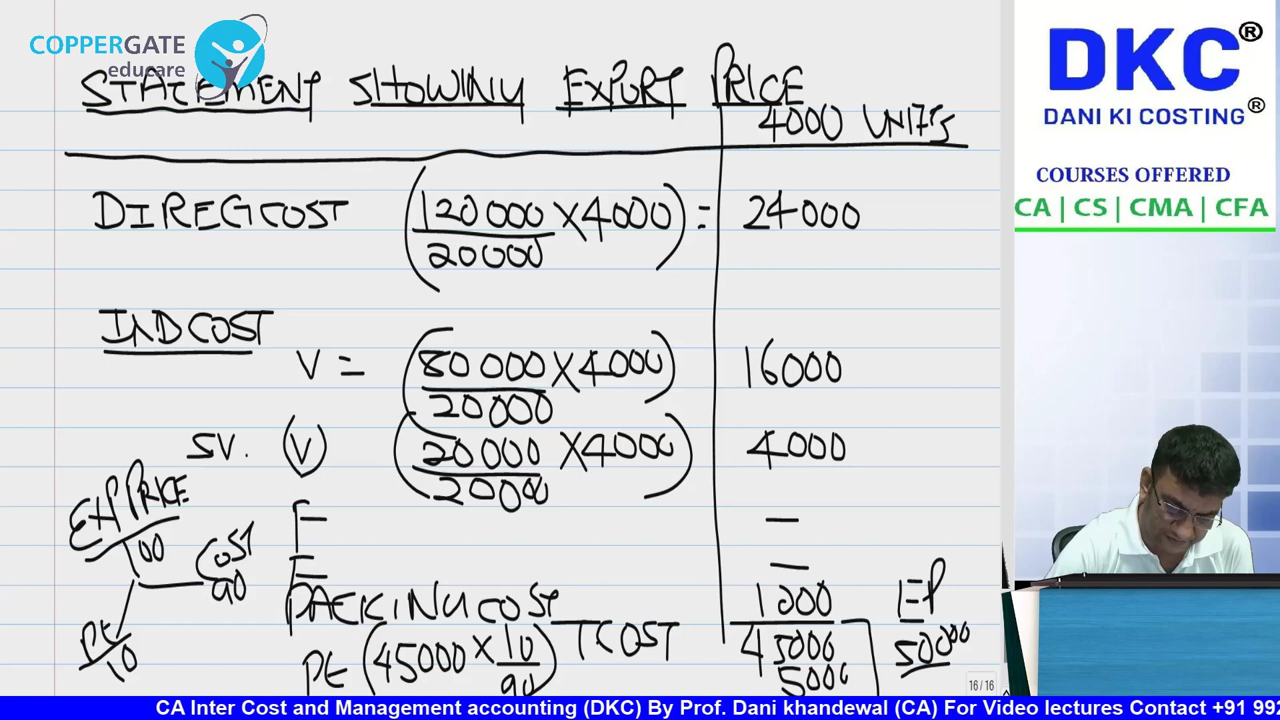 COPPERGATE
educare
STATEMENT SHOWING EXPORT PRICE
4000 UNITS
DIRECT COST (120000/20000 × 4000) = 24000
IND COST
V = (80000/20000 × 4000) 16000
SV. (V) (20000/20000 × 4000) 4000
F —
F —
PACKING COST 1000
T COST 45000
PE (45000 × 10/90) 5000
EP
50000
EXP PRICE
100
COST
90
PE
10
16/16
DKC®
DANI KI COSTING®
COURSES OFFERED
CA | CS | CMA | CFA
CA Inter Cost and Management accounting (DKC) By Prof. Dani khandewal (CA) For Video lectures Contact +91 992